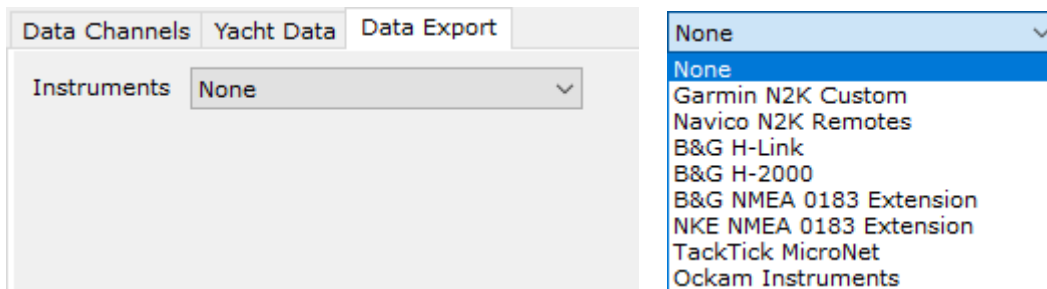 Data Channels Yacht Data Data Export
Instruments None
None
None
Garmin N2K Custom
Navico N2K Remotes
B&G H-Link
B&G H-2000
B&G NMEA 0183 Extension
NKE NMEA 0183 Extension
TackTick MicroNet
Ockam Instruments